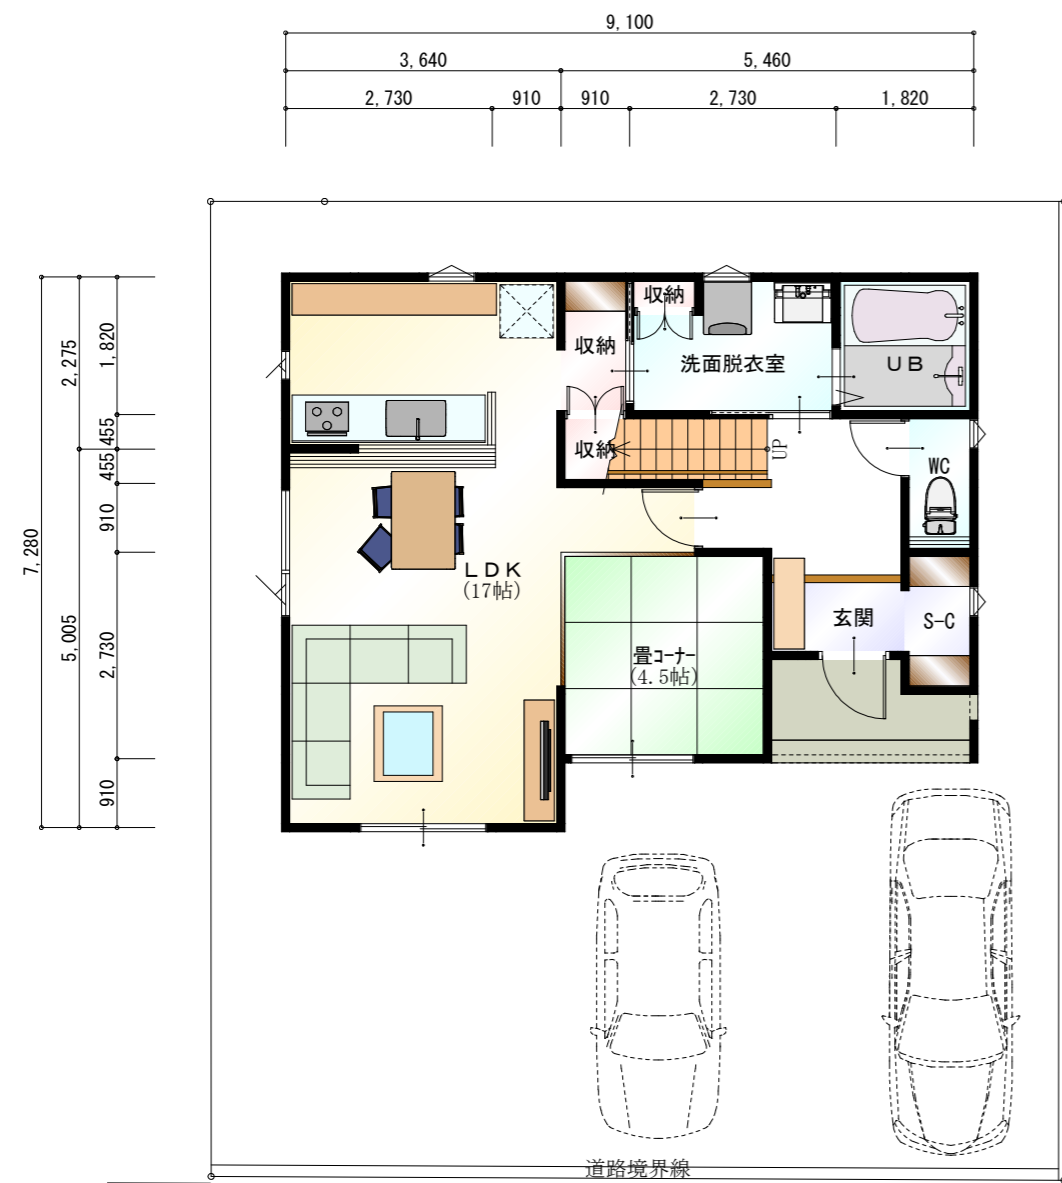 9,100
3,640
5,460
2,730
910
910
2,730
1,820
7,280
2,275
5,005
1,820
455
455
910
2,730
910
収納
収納
収納
洗面脱衣室
UB
UP
WC
LDK
(17帖)
畳コーナー
(4.5帖)
玄関
S-C
道路境界線